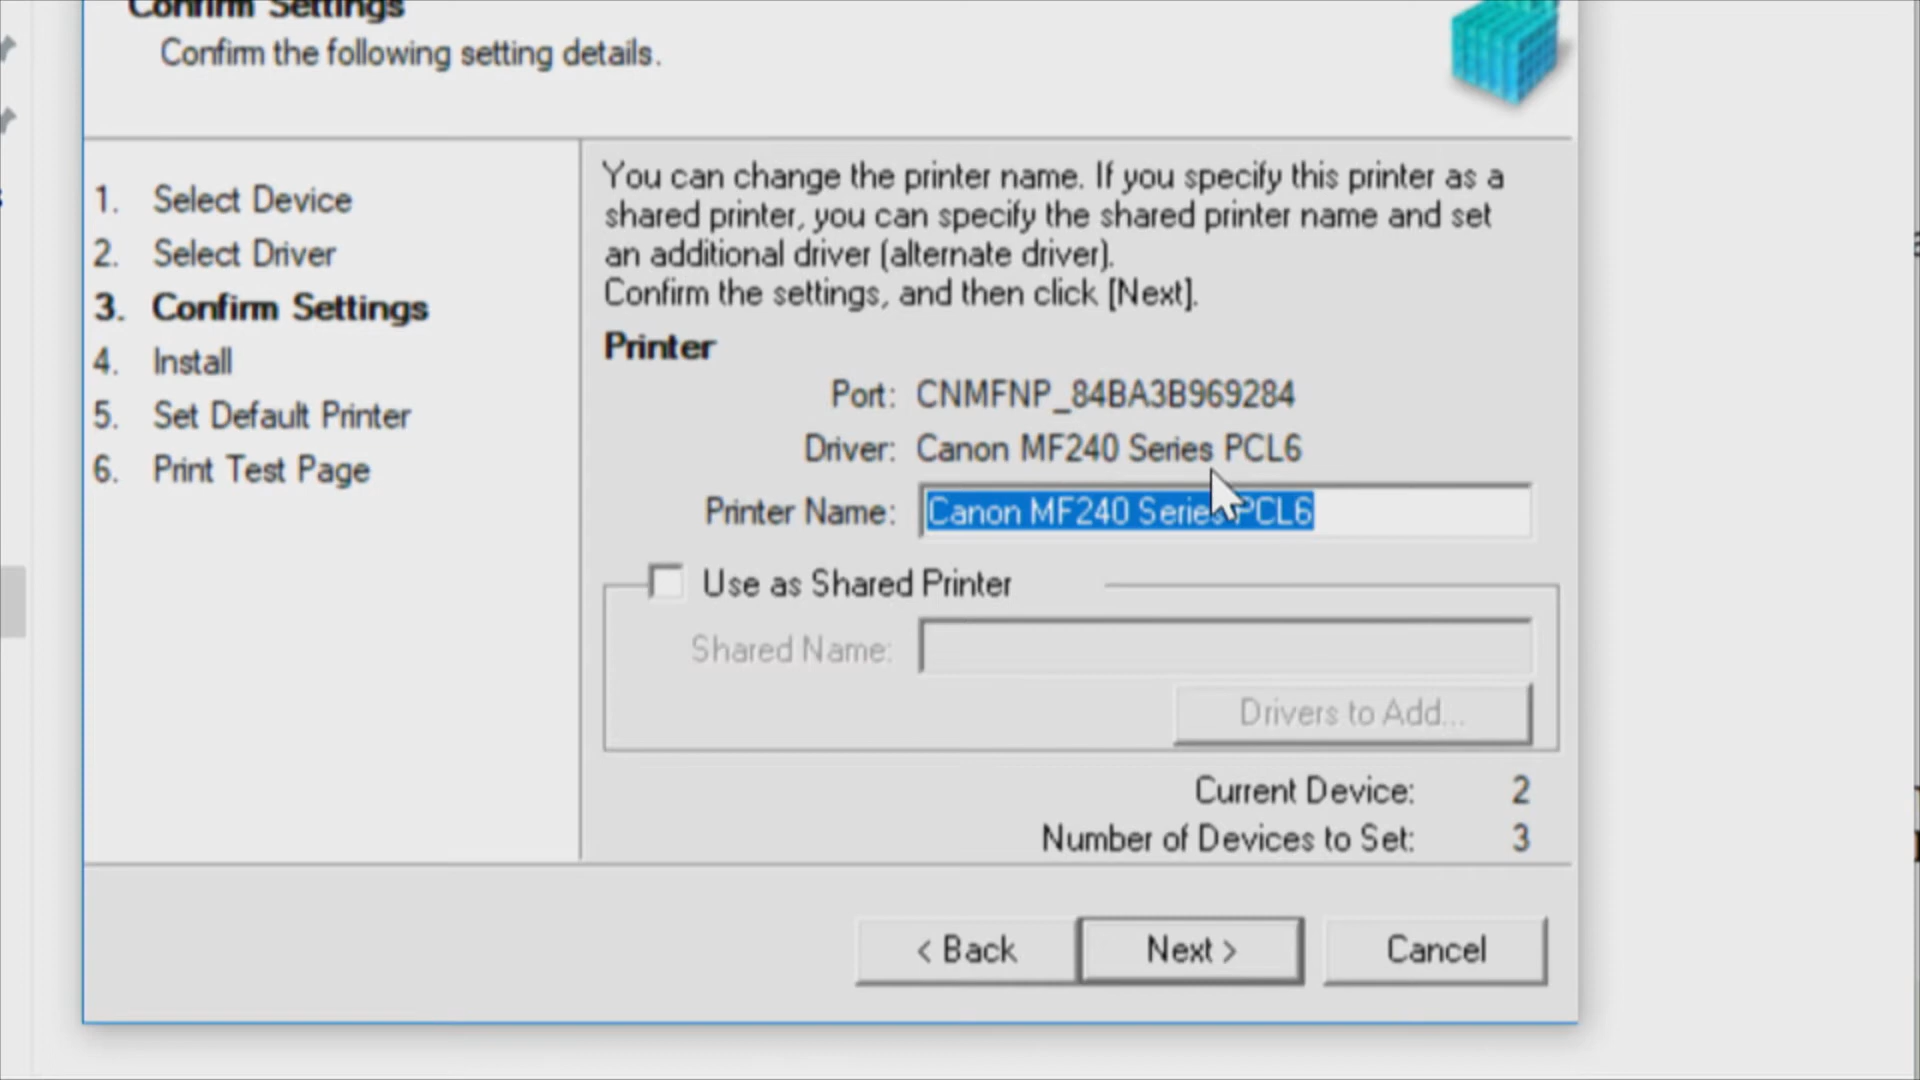 Confirm Settings
Confirm the following setting details.
1. Select Device
2. Select Driver
3. Confirm Settings
4. Install
5. Set Default Printer
6. Print Test Page
You can change the printer name. If you specify this printer as a
shared printer, you can specify the shared printer name and set
an additional driver (alternate driver).
Confirm the settings, and then click [Next].
Printer
Port: CNMFNP_84BA3B969284
Driver: Canon MF240 Series PCL6
Printer Name: Canon MF240 Series PCL6
Use as Shared Printer
Shared Name:
Drivers to Add...
Current Device: 2
Number of Devices to Set: 3
< Back Next > Cancel